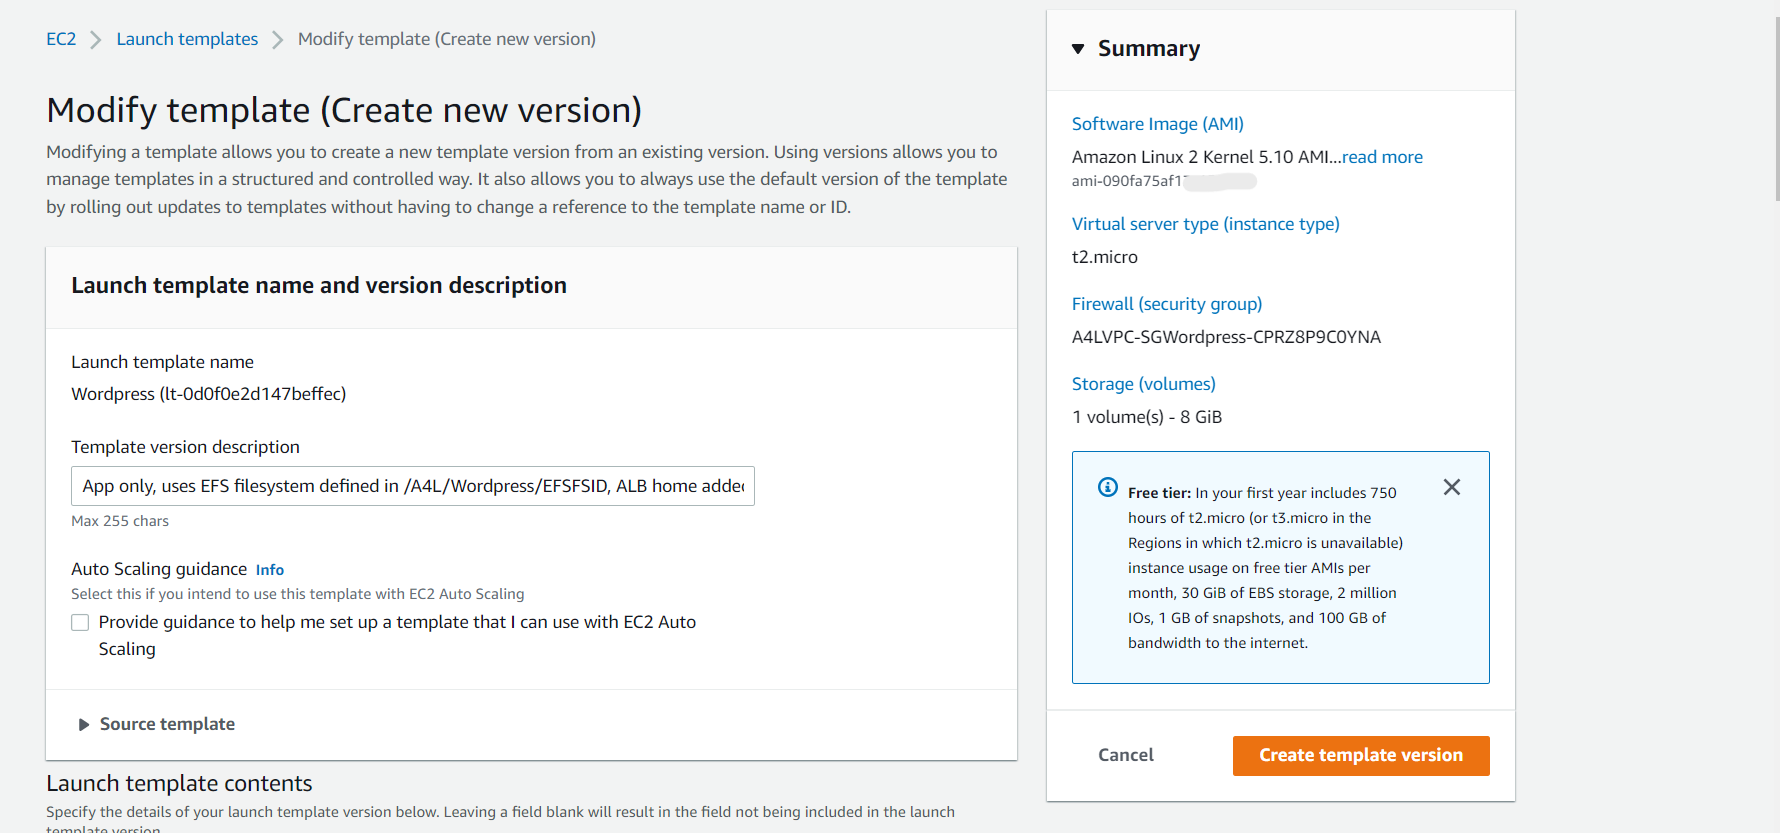 EC2 Launch templates Modify template (Create new version)
Modify template (Create new version)
Modifying a template allows you to create a new template version from an existing version. Using versions allows you to
manage templates in a structured and controlled way. It also allows you to always use the default version of the template
by rolling out updates to templates without having to change a reference to the template name or ID.
Launch template name and version description
Launch template name
Wordpress (lt-0d0f0e2d147beffec)
Template version description
App only, uses EFS filesystem defined in /A4L/Wordpress/EFSFSID, ALB home added
Max 255 chars
Auto Scaling guidance Info
Select this if you intend to use this template with EC2 Auto Scaling
Provide guidance to help me set up a template that I can use with EC2 Auto
Scaling
Source template
Launch template contents
Specify the details of your launch template version below. Leaving a field blank will result in the field not being included in the launch
template version
Summary
Software Image (AMI)
Amazon Linux 2 Kernel 5.10 AMI...read more
ami-090fa75af1
Virtual server type (instance type)
t2.micro
Firewall (security group)
A4LVPC-SGWordpress-CPRZ8P9C0YNA
Storage (volumes)
1 volume(s) - 8 GiB
Free tier: In your first year includes 750
hours of t2.micro (or t3.micro in the
Regions in which t2.micro is unavailable)
instance usage on free tier AMIs per
month, 30 GiB of EBS storage, 2 million
IOs, 1 GB of snapshots, and 100 GB of
bandwidth to the internet.
Cancel
Create template version